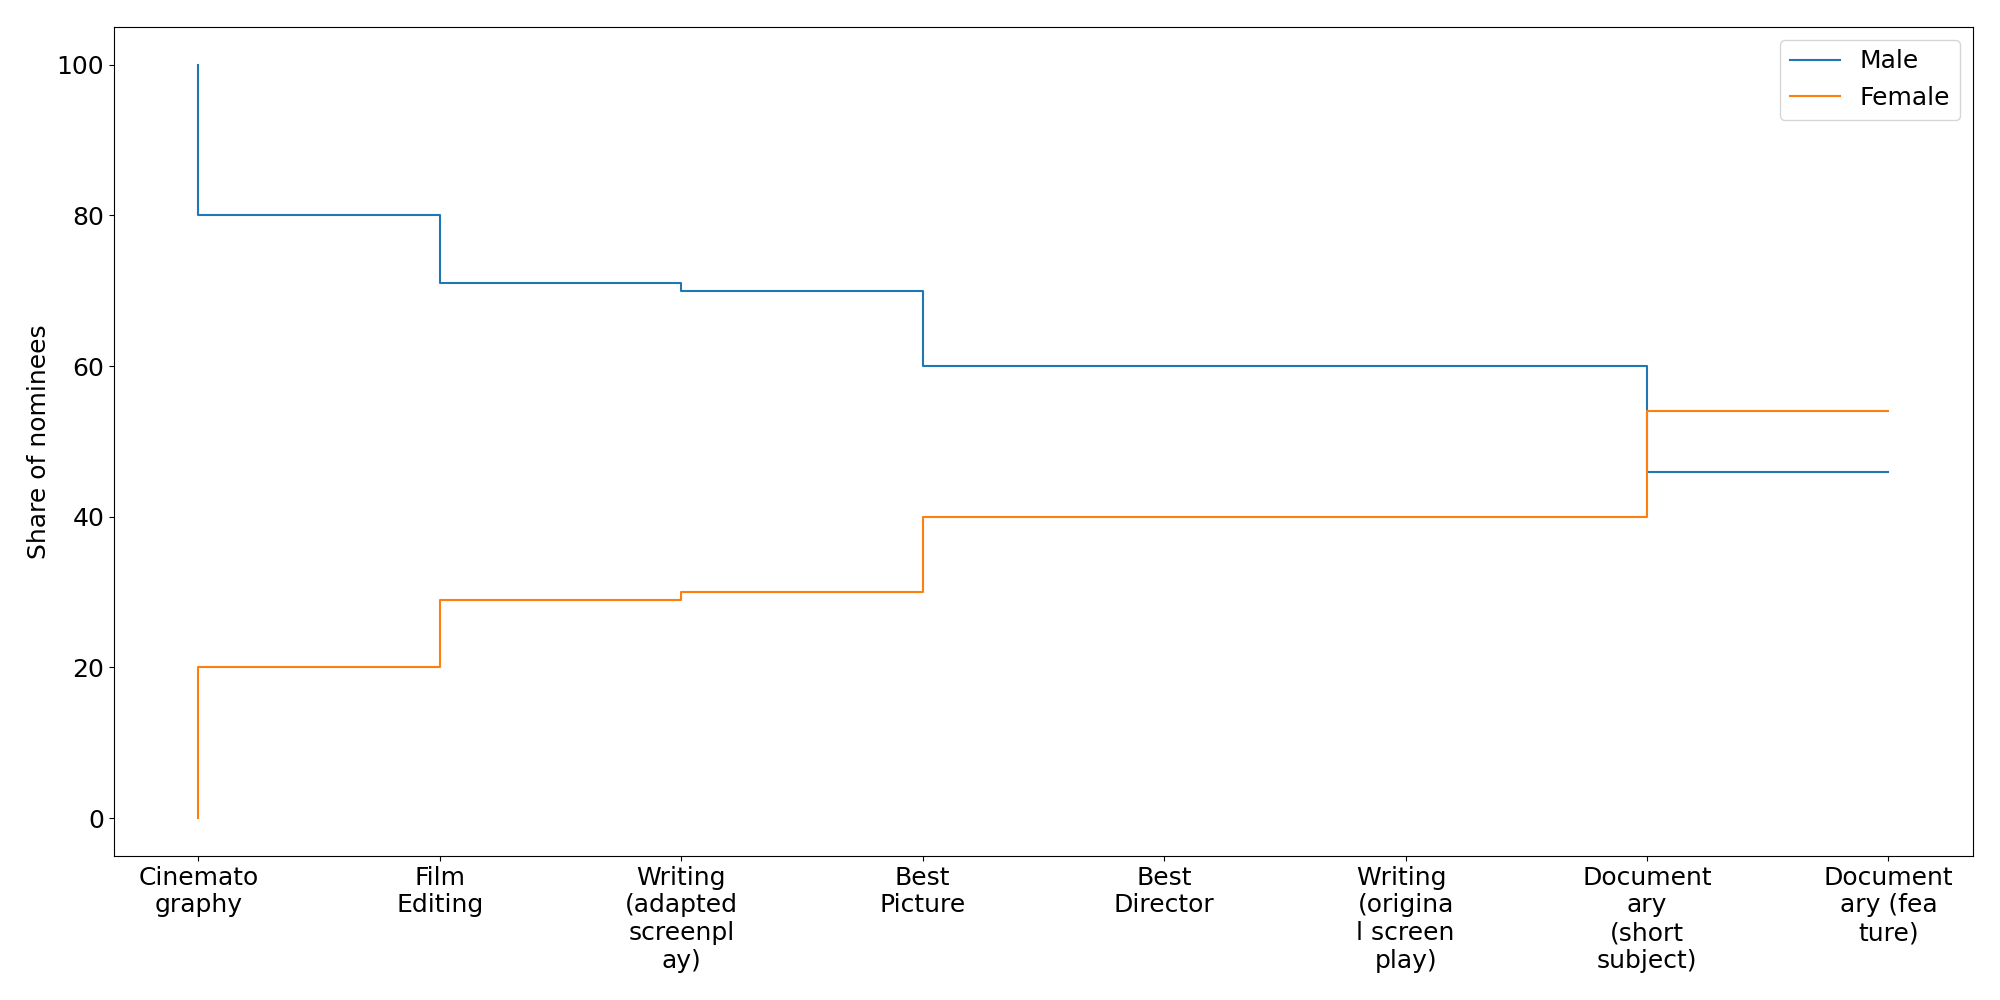 Male
Female
100
80
60
40
20
0
Share of nominees
Cinemato
graphy
Film
Editing
Writing
(adapted
screenpl
ay)
Best
Picture
Best
Director
Writing
(origina
l screen
play)
Document
ary
(short
subject)
Document
ary (fea
ture)